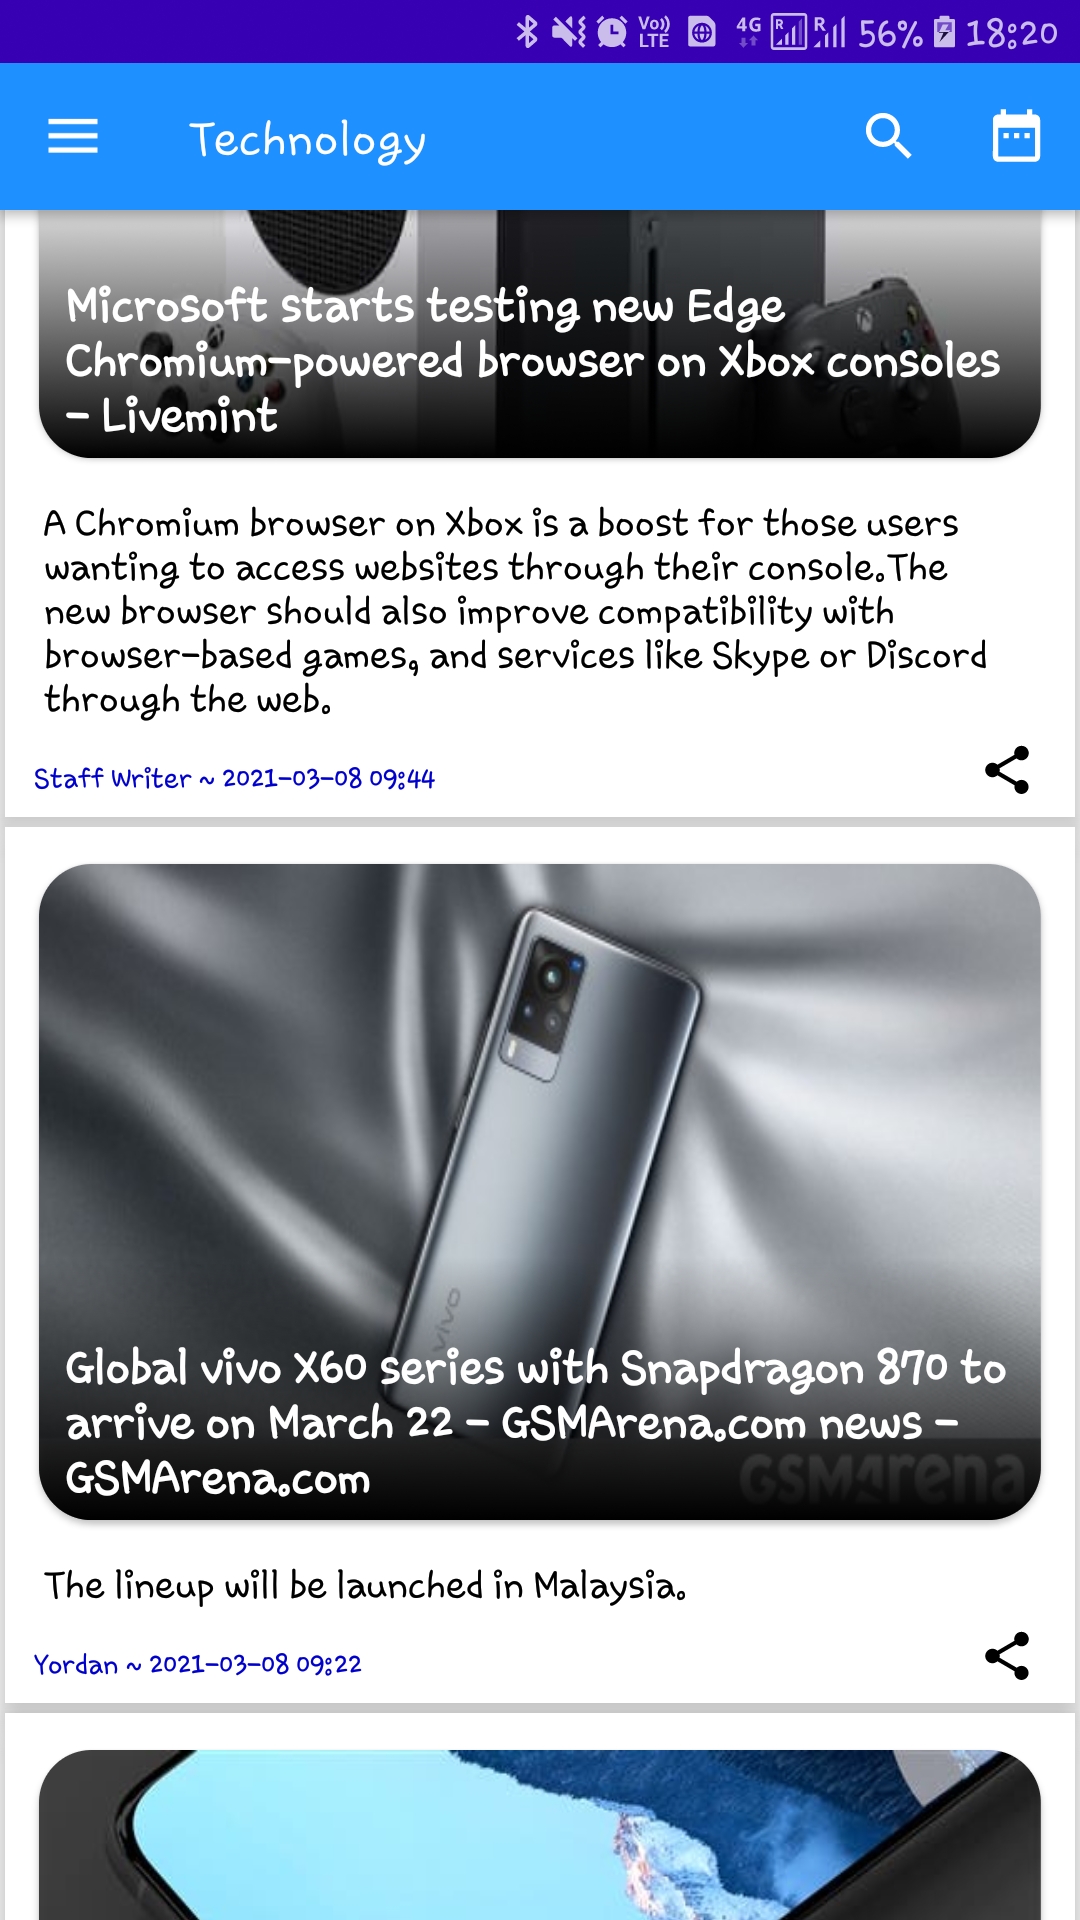 Vo)) LTE 4G R R 56% 18:20
Technology
Microsoft starts testing new Edge
Chromium-powered browser on Xbox consoles
- Livemint
A Chromium browser on Xbox is a boost for those users
wanting to access websites through their console.The
new browser should also improve compatibility with
browser-based games, and services like Skype or Discord
through the web.
Staff Writer ~ 2021-03-08 09:44
vivo
Global vivo X60 series with Snapdragon 870 to
arrive on March 22 - GSMArena.com news -
GSMArena.com
GSMArena
The lineup will be launched in Malaysia.
Yordan ~ 2021-03-08 09:22